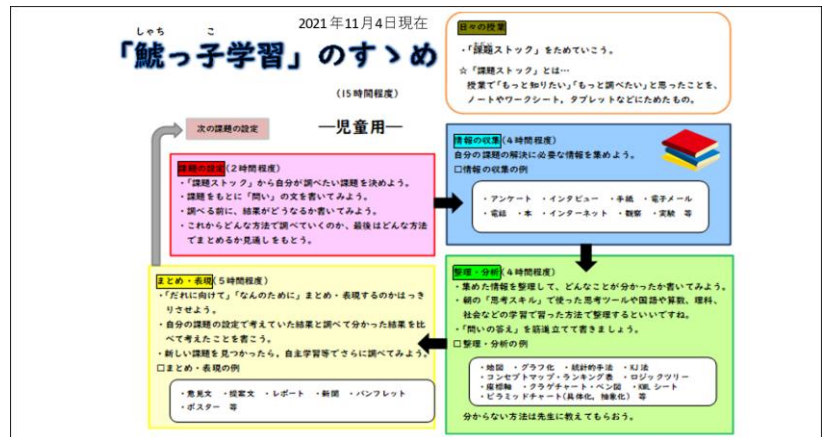 2021年11月4日現在
しゃち こ
「鯱っ子学習」のすゝめ
(15時間程度)
―児童用―
日々の授業
・「課題ストック」をためていこう。
☆「課題ストック」とは…
授業で「もっと知りたい」「もっと調べたい」と思ったことを、
ノートやワークシート，タブレットなどにためたもの。
次の課題の設定
課題の設定(2時間程度)
・「課題ストック」から自分が調べたい課題を決めよう。
・課題をもとに「問い」の文を書いてみよう。
・調べる前に、結果がどうなるか書いてみよう。
・これからどんな方法で調べていくのか、最後はどんな方法
でまとめるか見通しをもとう。
情報の収集(4時間程度)
自分の課題の解決に必要な情報を集めよう。
□情報の収集の例
・アンケート ・インタビュー ・手紙 ・電子メール
・電話 ・本 ・インターネット ・観察 ・実験 等
整理・分析(4時間程度)
・集めた情報を整理して、どんなことが分かったか書いてみよう。
・朝の「思考スキル」で使った思考ツールや国語や算数、理科、
社会などの学習で習った方法で整理するといいですね。
・「問いの答え」を筋道立てて書きましょう。
□整理・分析の例
・地図 ・グラフ化 ・統計的手法 ・KJ法
・コンセプトマップ・ランキング表 ・ロジックツリー
・座標軸 ・クラゲチャート・ベン図 ・KWLシート
・ピラミッドチャート(具体化，抽象化) 等
分からない方法は先生に教えてもらおう。
まとめ・表現(5時間程度)
・「だれに向けて」「なんのために」まとめ・表現するのかはっき
りさせよう。
・自分の課題の設定で考えていた結果と調べて分かった結果を比
べて考えたことを書こう。
・新しい課題を見つかったら、自主学習等でさらに調べてみよう。
□まとめ・表現の例
・意見文 ・提案文 ・レポート ・新聞 ・パンフレット
・ポスター 等